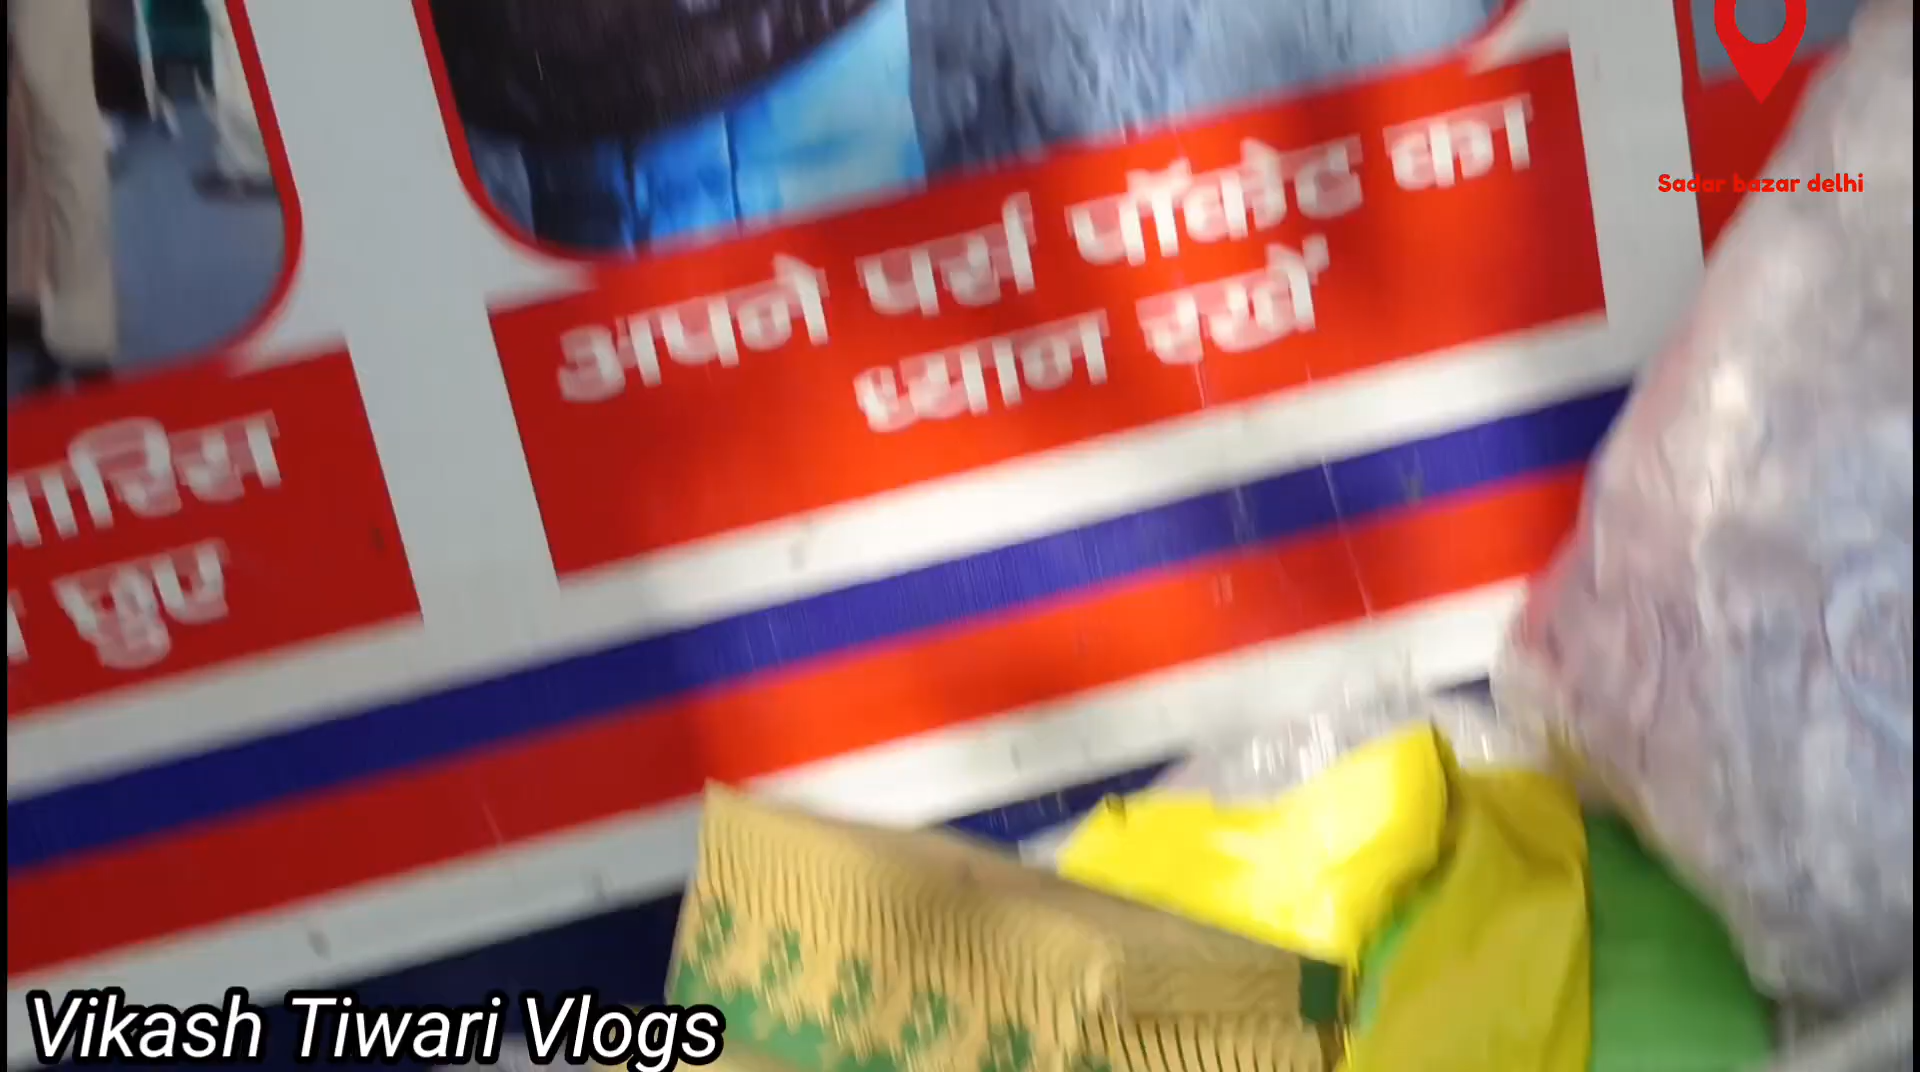 Sadar bazar delhi
अपने पर्स पॉकेट का
ध्यान रखें
छुए
Vikash Tiwari Vlogs